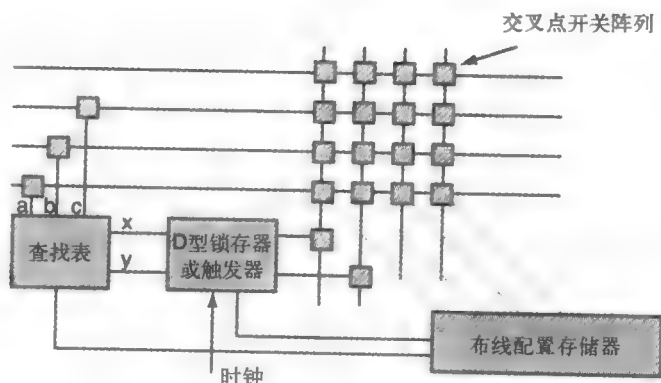 交叉点开关阵列
a b c
查找表
x
y
D型锁存器
或触发器
时钟
布线配置存储器